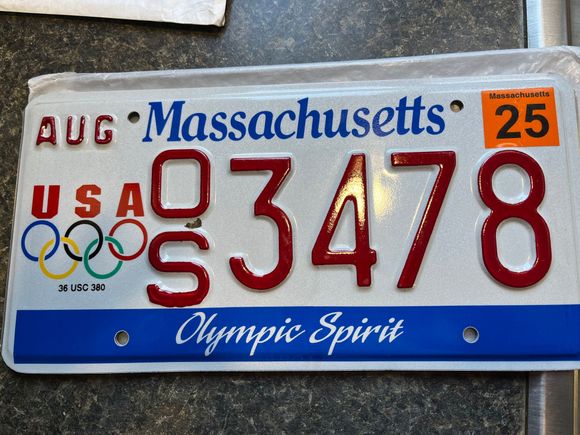 Massachusetts
25
AUG
Massachusetts
USA
36 USC 380
OS 3478
Olympic Spirit